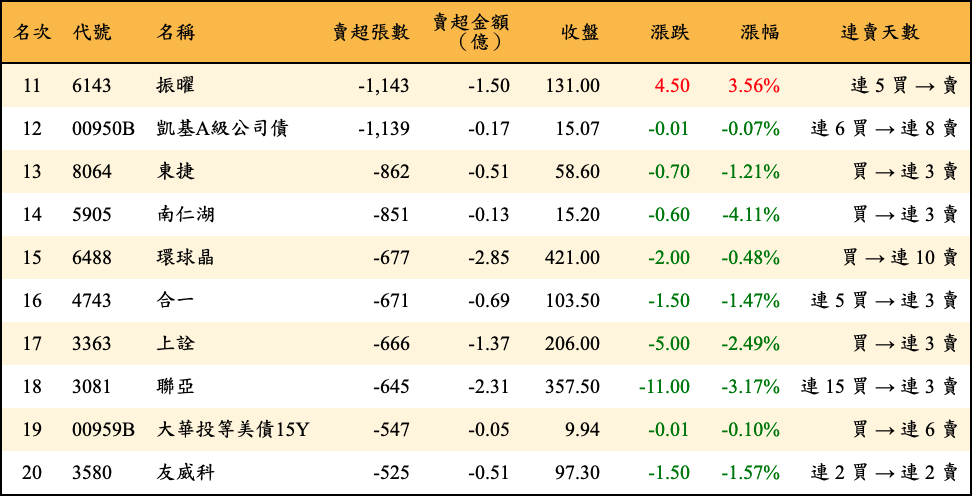 名次 代號 名稱 賣超張數 賣超金額（億） 收盤 漲跌 漲幅 連賣天數
11 6143 振曜 -1,143 -1.50 131.00 4.50 3.56% 連 5 買 → 賣
12 00950B 凱基A級公司債 -1,139 -0.17 15.07 -0.01 -0.07% 連 6 買 → 連 8 賣
13 8064 東捷 -862 -0.51 58.60 -0.70 -1.21% 買 → 連 3 賣
14 5905 南仁湖 -851 -0.13 15.20 -0.60 -4.11% 買 → 連 3 賣
15 6488 環球晶 -677 -2.85 421.00 -2.00 -0.48% 買 → 連 10 賣
16 4743 合一 -671 -0.69 103.50 -1.50 -1.47% 連 5 買 → 連 3 賣
17 3363 上詮 -666 -1.37 206.00 -5.00 -2.49% 買 → 連 3 賣
18 3081 聯亞 -645 -2.31 357.50 -11.00 -3.17% 連 15 買 → 連 3 賣
19 00959B 大華投等美債15Y -547 -0.05 9.94 -0.01 -0.10% 買 → 連 6 賣
20 3580 友威科 -525 -0.51 97.30 -1.50 -1.57% 連 2 買 → 連 2 賣